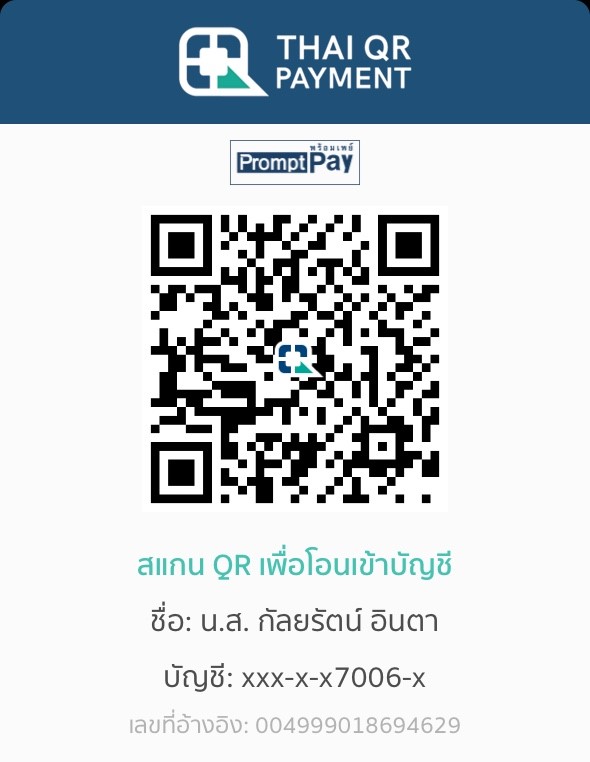 THAI QR
PAYMENT
พร้อมเพย์
PromptPay
สแกน QR เพื่อโอนเข้าบัญชี
ชื่อ: น.ส. กัลยรัตน์ อินตา
บัญชี: xxx-x-x7006-x
เลขที่อ้างอิง: 004999018694629